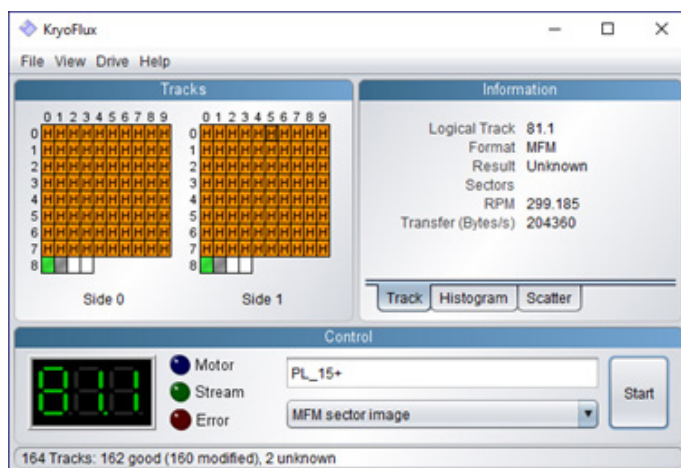 KryoFlux
File View Drive Help
Tracks
0 1 2 3 4 5 6 7 8 9
0 H H H H H H H H H H
1 H H H H H H H H H H
2 H H H H H H H H H H
3 H H H H H H H H H H
4 H H H H H H H H H H
5 H H H H H H H H H H
6 H H H H H H H H H H
7 H H H H H H H H H H
8
Side 0
0 1 2 3 4 5 6 7 8 9
0 H H H H H H H H H H
1 H H H H H H H H H H
2 H H H H H H H H H H
3 H H H H H H H H H H
4 H H H H H H H H H H
5 H H H H H H H H H H
6 H H H H H H H H H H
7 H H H H H H H H H H
8
Side 1
Information
Logical Track 81.1
Format MFM
Result Unknown
Sectors
RPM 299.185
Transfer (Bytes/s) 204360
Track Histogram Scatter
Control
81.1
Motor
Stream
Error
PL_15+
MFM sector image
Start
164 Tracks: 162 good (160 modified), 2 unknown